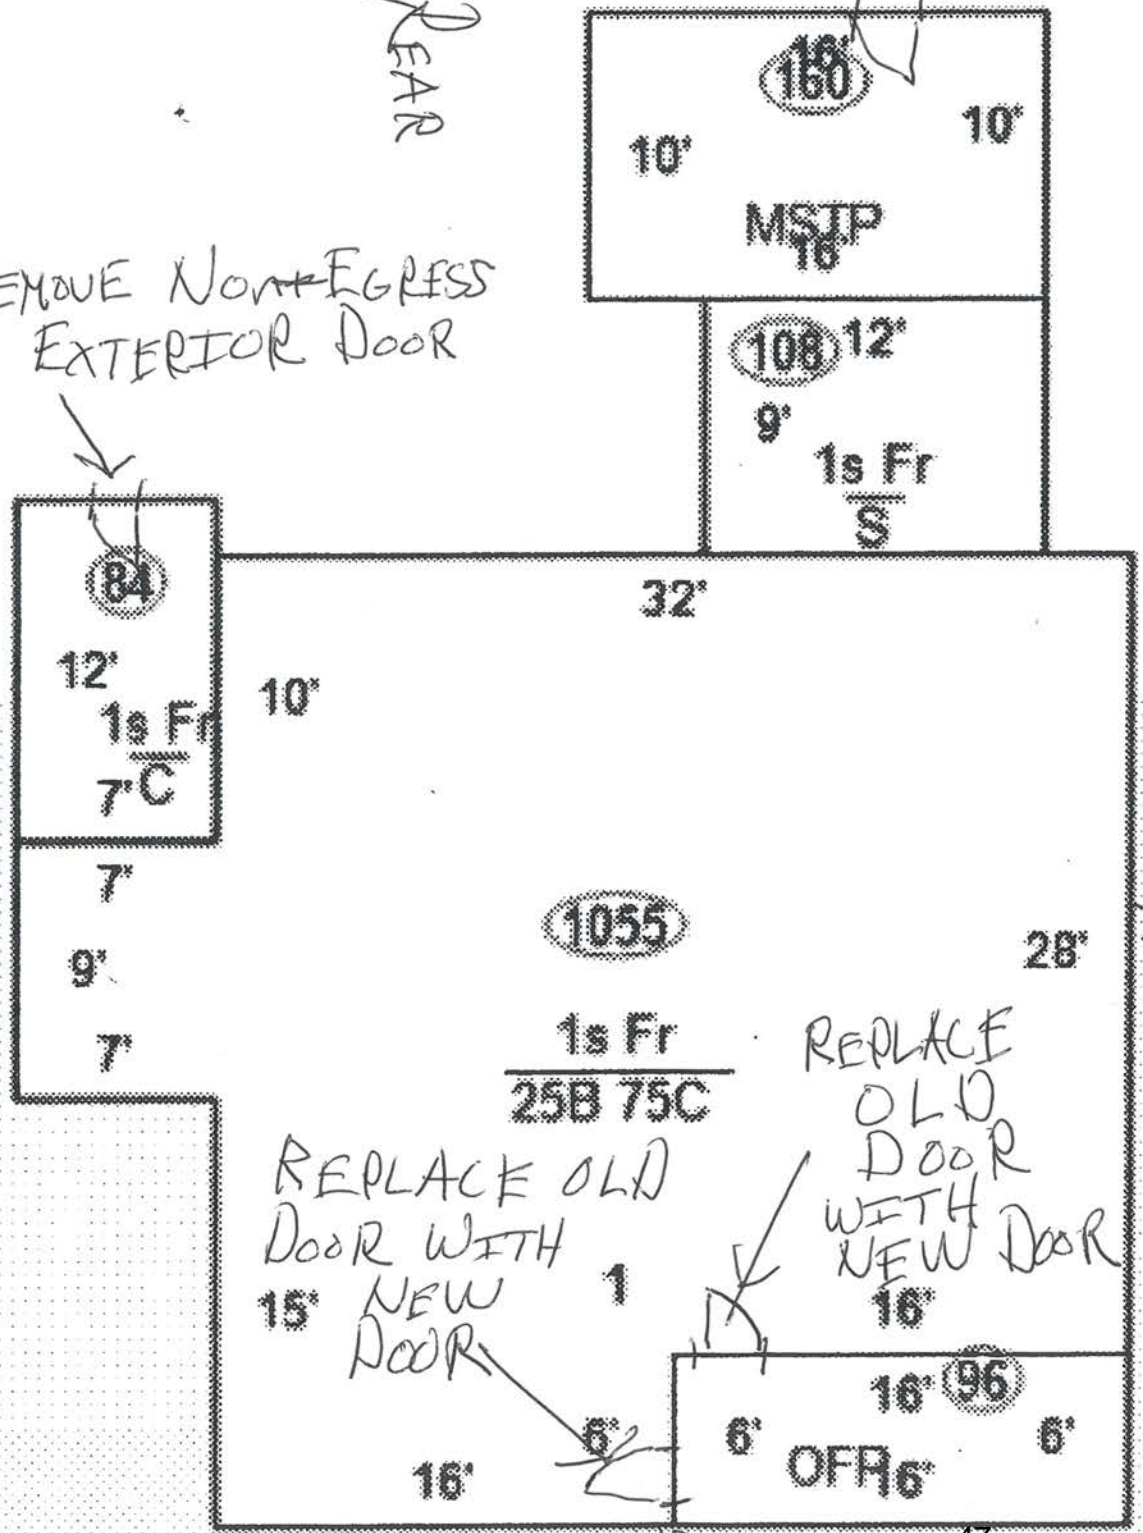 REAR
16'
160
10'
10'
MSTP
16'
EMOVE Non-EGRESS
EXTERIOR DOOR
108 12'
9'
1s Fr
S
84
32'
12'
10'
1s Fr
C
7'
7'
1055
9'
28'
7'
1s Fr
25B 75C
REPLACE
OLD
DOOR
WITH
NEW DOOR
REPLACE OLD
DOOR WITH
NEW
DOOR
1
15'
16'
16'
96
6'
6'
6'
OFP
16'
16'